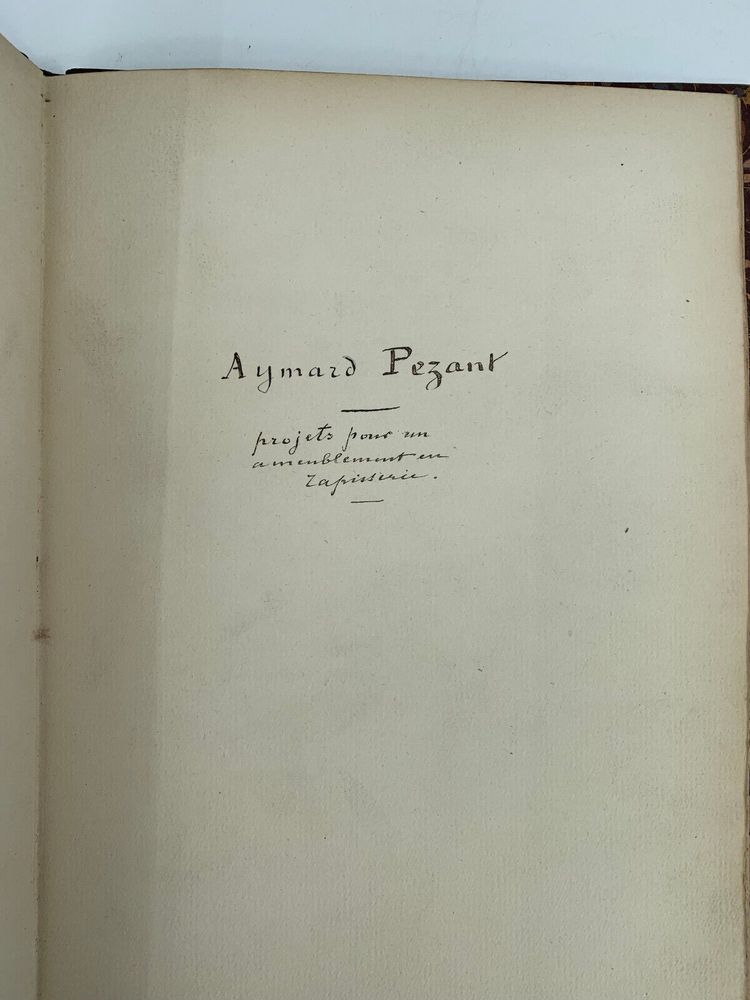 Aymard Pezant
projets pour un
ameublement en
Tapisserie.